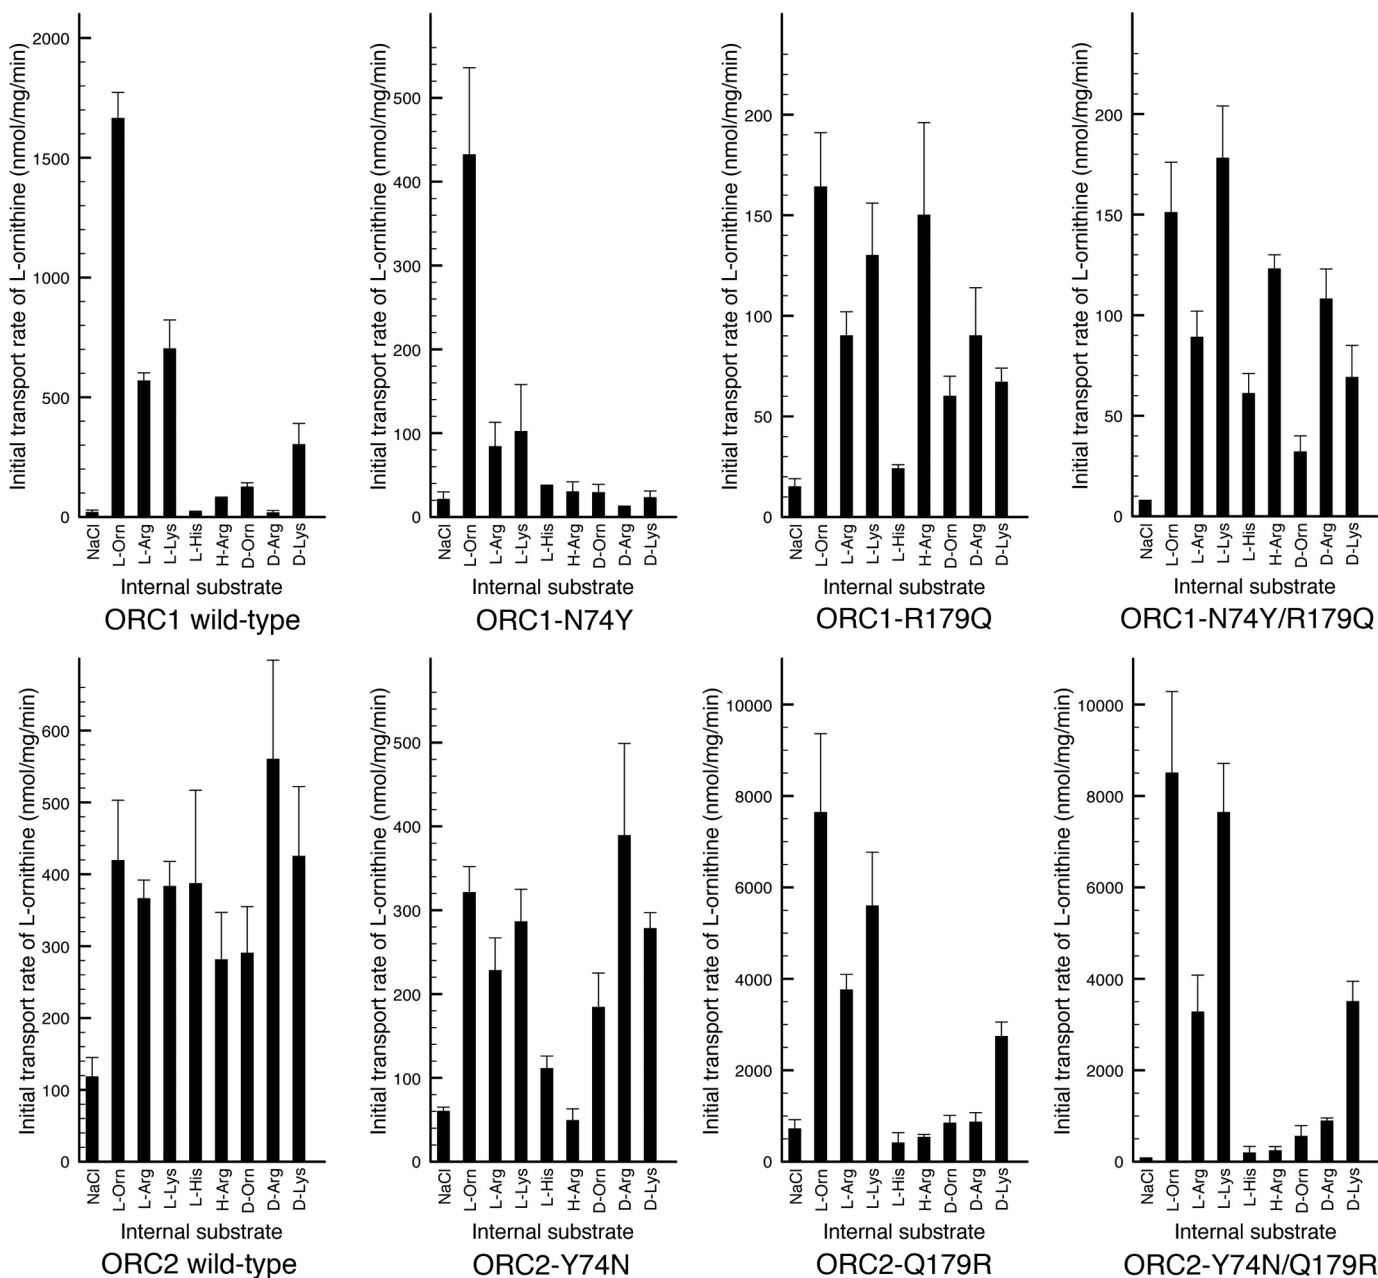 Initial transport rate of L-ornithine (nmol/mg/min)
2000
1500
1000
500
0
NaCl
L-Orn
L-Arg
L-Lys
L-His
H-Arg
D-Orn
D-Arg
D-Lys
Internal substrate
ORC1 wild-type
Initial transport rate of L-ornithine (nmol/mg/min)
500
400
300
200
100
0
NaCl
L-Orn
L-Arg
L-Lys
L-His
H-Arg
D-Orn
D-Arg
D-Lys
Internal substrate
ORC1-N74Y
Initial transport rate of L-ornithine (nmol/mg/min)
200
150
100
50
0
NaCl
L-Orn
L-Arg
L-Lys
L-His
H-Arg
D-Orn
D-Arg
D-Lys
Internal substrate
ORC1-R179Q
Initial transport rate of L-ornithine (nmol/mg/min)
200
150
100
50
0
NaCl
L-Orn
L-Arg
L-Lys
L-His
H-Arg
D-Orn
D-Arg
D-Lys
Internal substrate
ORC1-N74Y/R179Q
Initial transport rate of L-ornithine (nmol/mg/min)
600
500
400
300
200
100
0
NaCl
L-Orn
L-Arg
L-Lys
L-His
H-Arg
D-Orn
D-Arg
D-Lys
Internal substrate
ORC2 wild-type
Initial transport rate of L-ornithine (nmol/mg/min)
500
400
300
200
100
0
NaCl
L-Orn
L-Arg
L-Lys
L-His
H-Arg
D-Orn
D-Arg
D-Lys
Internal substrate
ORC2-Y74N
Initial transport rate of L-ornithine (nmol/mg/min)
10000
8000
6000
4000
2000
0
NaCl
L-Orn
L-Arg
L-Lys
L-His
H-Arg
D-Orn
D-Arg
D-Lys
Internal substrate
ORC2-Q179R
Initial transport rate of L-ornithine (nmol/mg/min)
10000
8000
6000
4000
2000
0
NaCl
L-Orn
L-Arg
L-Lys
L-His
H-Arg
D-Orn
D-Arg
D-Lys
Internal substrate
ORC2-Y74N/Q179R